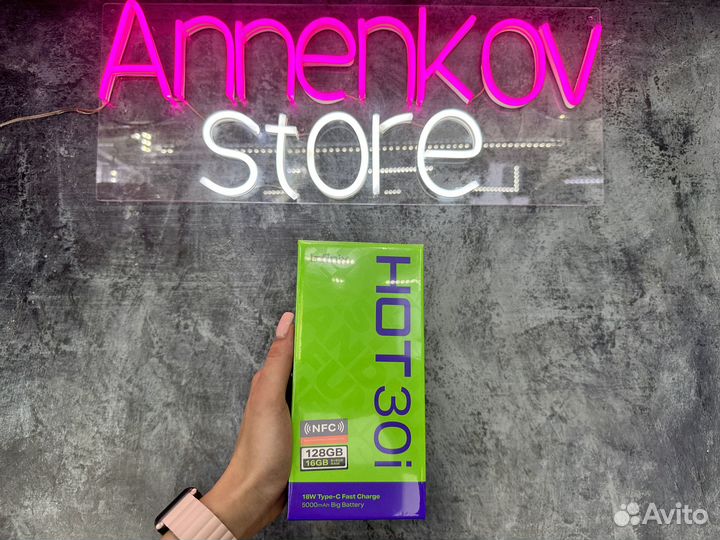 Annenkov
store
HOT 30i
NFC
128GB
16GB
18W Type-C Fast Charge
5000mAh Big Battery
Avito